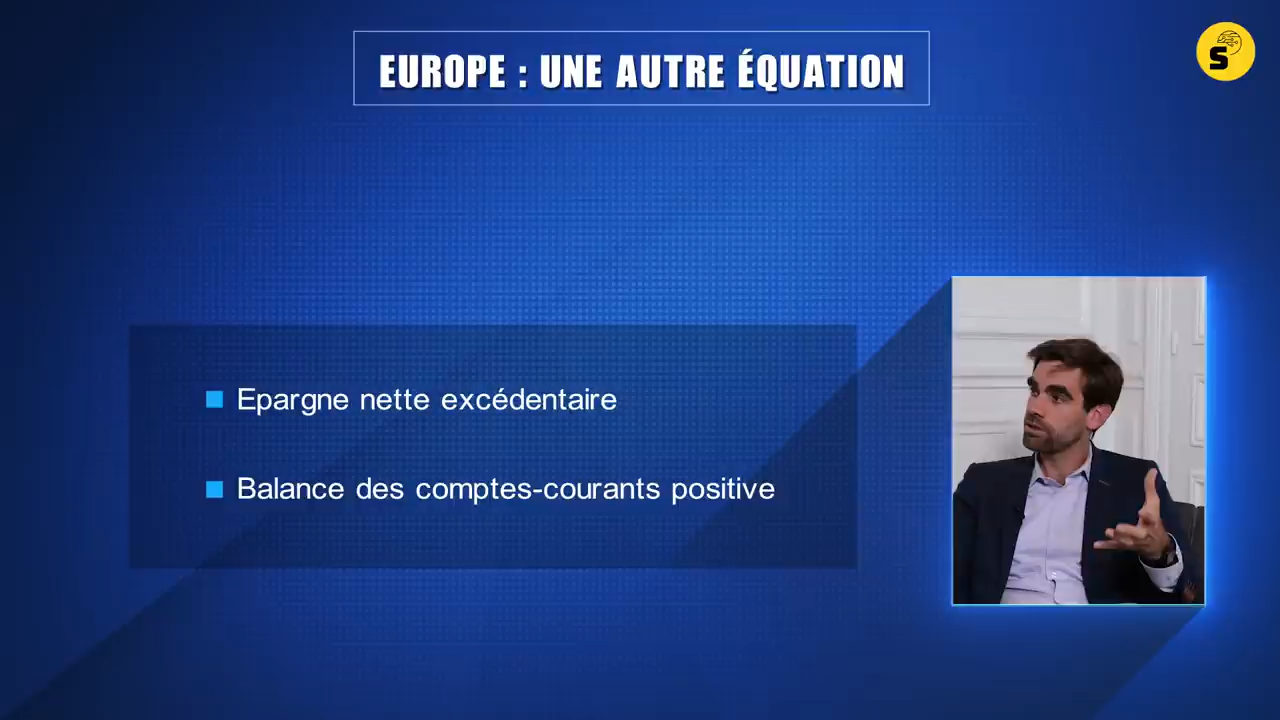 EUROPE : UNE AUTRE ÉQUATION
S
Epargne nette excédentaire
Balance des comptes-courants positive